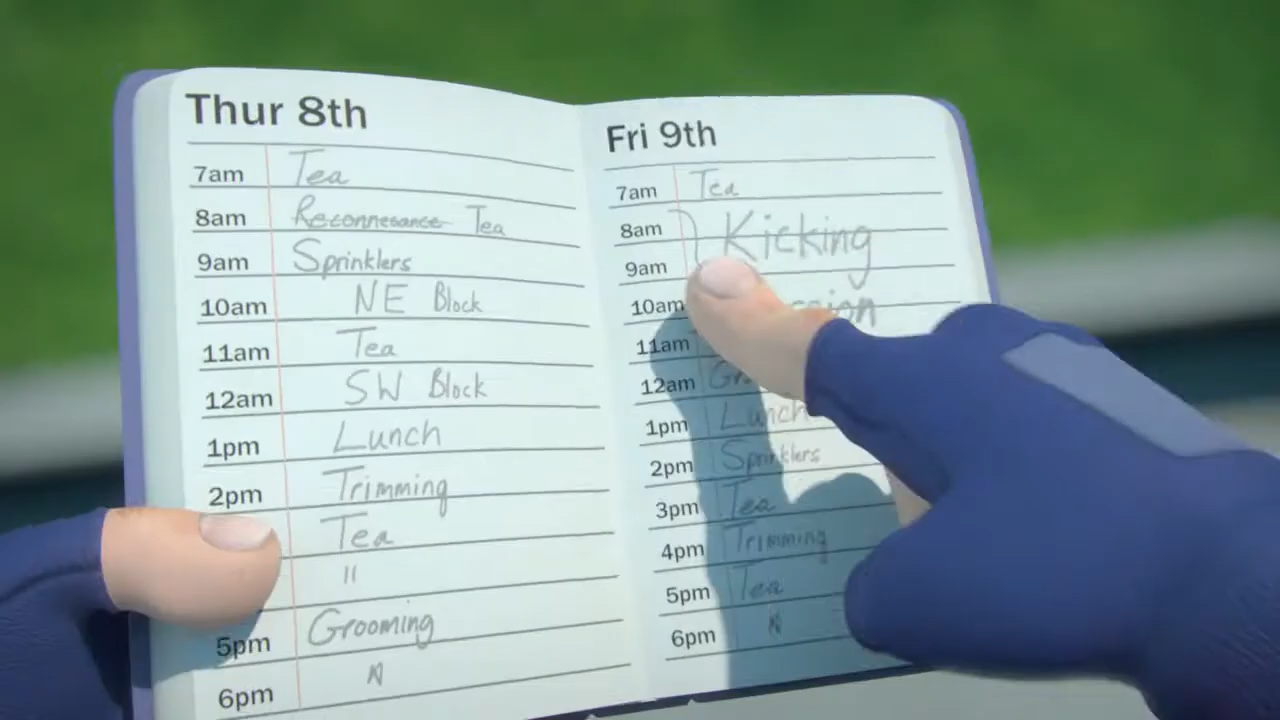 Thur 8th
7am Tea
8am Reconnesance Tea
9am Sprinklers
10am NE Block
11am Tea
12am SW Block
1pm Lunch
2pm Trimming
Tea
"
5pm Grooming
6pm "
Fri 9th
7am Tea
8am Kicking
9am
10am
11am
12am
1pm Lunch
2pm Sprinklers
3pm Tea
4pm Trimming
5pm Tea
6pm "